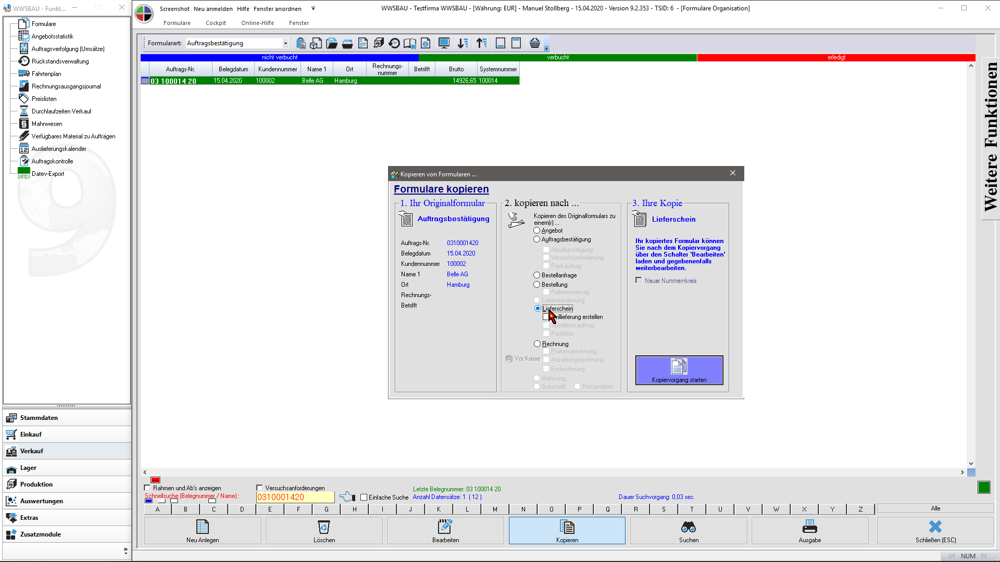 WWSBAU - Funkt...
Screenshot Neu anmelden Hilfe Fenster anordnen
WWSBAU - Testfirma WWSBAU - [Währung: EUR] - Manuel Stollberg - 15.04.2020 - Version 9.2.353 - TSID: 6 - [Formulare Organisation]
Formulare Cockpit Online-Hilfe Fenster
Formulare
Angebotsstatistik
Auftragsverfolgung (Umsätze)
Rückstandsverwaltung
Fahrtenplan
Rechnungsausgangsjournal
Preislisten
Durchlaufzeiten Verkauf
Mahnwesen
Verfügbares Material zu Aufträgen
Auslieferungskalender
Auftragskontrolle
DATEV Datev-Export
Stammdaten
Einkauf
Verkauf
Lager
Produktion
Auswertungen
Extras
Zusatzmodule
Formularart: Auftragsbestätigung
nicht verbucht verbucht erledigt
Auftrags-Nr. Belegdatum Kundennummer Name 1 Ort Rechnungs-nummer Betrifft Brutto Systemnummer
03 100014 20 15.04.2020 100002 Belle AG Hamburg 14926,65 100014
Weitere Funktionen
Kopieren von Formularen ...
Formulare kopieren
1. Ihr Originalformular
Auftragsbestätigung
Auftrags-Nr. 0310001420
Belegdatum 15.04.2020
Kundennummer 100002
Name 1 Belle AG
Ort Hamburg
Rechnungs-
Betrifft
2. kopieren nach ...
Kopieren des Originalformulars zu
einem(r) ...
Angebot
Auftragsbestätigung
Abrufbestätigung
Versuchsanforderung
Packauftrag
Bestellanfrage
Bestellung
Rahmenvertrag
Lieferanmahnung
Lieferschein
illieferung erstellen
Speditionsauftrag
Packliste
Rechnung
Proformarechnung
Vor.Kasse Anzahlungsrechnung
Endrechnung
Mahnung
Gutschrift Reklamation
3. Ihre Kopie
Lieferschein
Ihr kopiertes Formular können
Sie nach dem Kopiervorgang
über den Schalter 'Bearbeiten'
laden und gegebenenfalls
weiterbearbeiten.
Neuer Nummernkreis
Kopiervorgang starten
Rahmen und Ab's anzeigen Versuchsanforderungen
Schnellsuche (Belegnummer / Name) : 0310001420 Einfache Suche
Letzte Belegnummer: 03 100014 20
Anzahl Datensätze: 1 ( 12 )
Dauer Suchvorgang: 0,03 sec.
A B C D E F G H I J K L M N O P Q R S T U V W X Y Z Alle
Neu Anlegen Löschen Bearbeiten Kopieren Suchen Ausgabe Schließen (ESC)
UF NUM RF